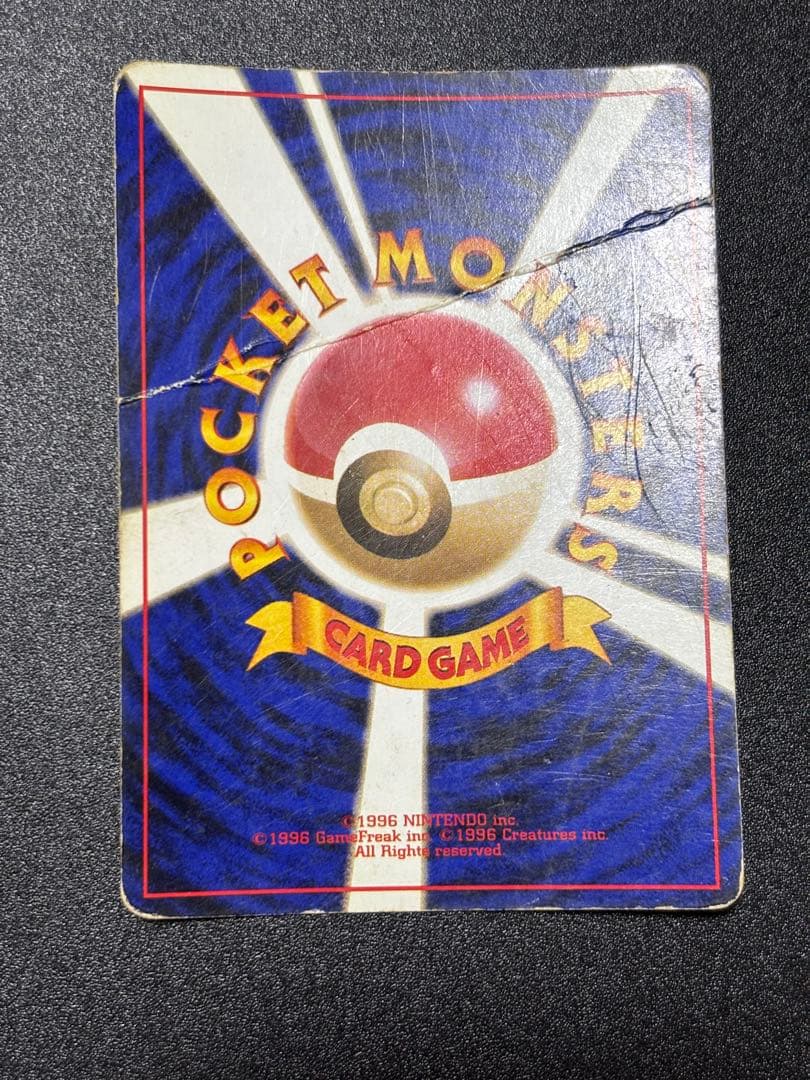 POCKET MONSTERS
CARD GAME
©1996 NINTENDO inc.
©1996 GameFreak inc. ©1996 Creatures inc.
All Rights reserved.